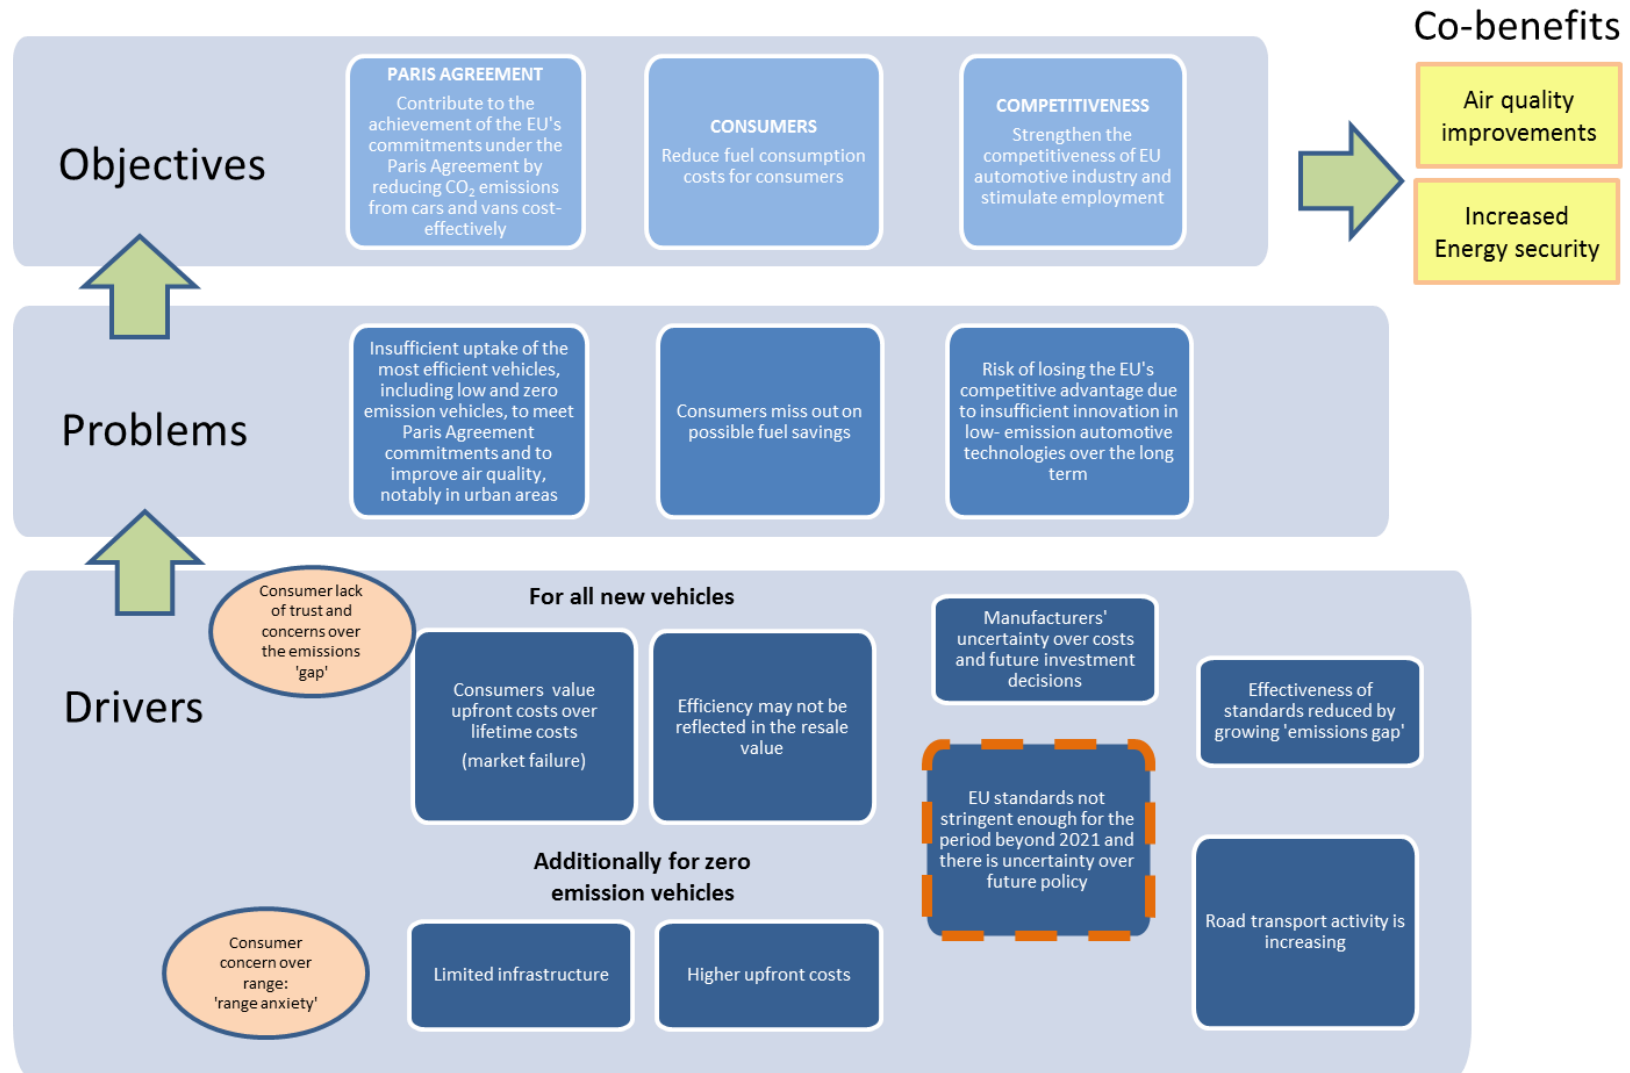 Co-benefits
Air quality
improvements
Increased
Energy security
Objectives
PARIS AGREEMENT
Contribute to the
achievement of the EU's
commitments under the
Paris Agreement by
reducing CO₂ emissions
from cars and vans cost-
effectively
CONSUMERS
Reduce fuel consumption
costs for consumers
COMPETITIVENESS
Strengthen the
competitiveness of EU
automotive industry and
stimulate employment
Problems
Insufficient uptake of the
most efficient vehicles,
including low and zero
emission vehicles, to meet
Paris Agreement
commitments and to
improve air quality,
notably in urban areas
Consumers miss out on
possible fuel savings
Risk of losing the EU's
competitive advantage due
to insufficient innovation in
low- emission automotive
technologies over the long
term
Drivers
Consumer lack
of trust and
concerns over
the emissions
'gap'
For all new vehicles
Consumers value
upfront costs over
lifetime costs
(market failure)
Efficiency may not be
reflected in the resale
value
Manufacturers'
uncertainty over costs
and future investment
decisions
Effectiveness of
standards reduced by
growing 'emissions gap'
EU standards not
stringent enough for the
period beyond 2021 and
there is uncertainty over
future policy
Additionally for zero
emission vehicles
Consumer
concern over
range:
'range anxiety'
Limited infrastructure
Higher upfront costs
Road transport activity is
increasing